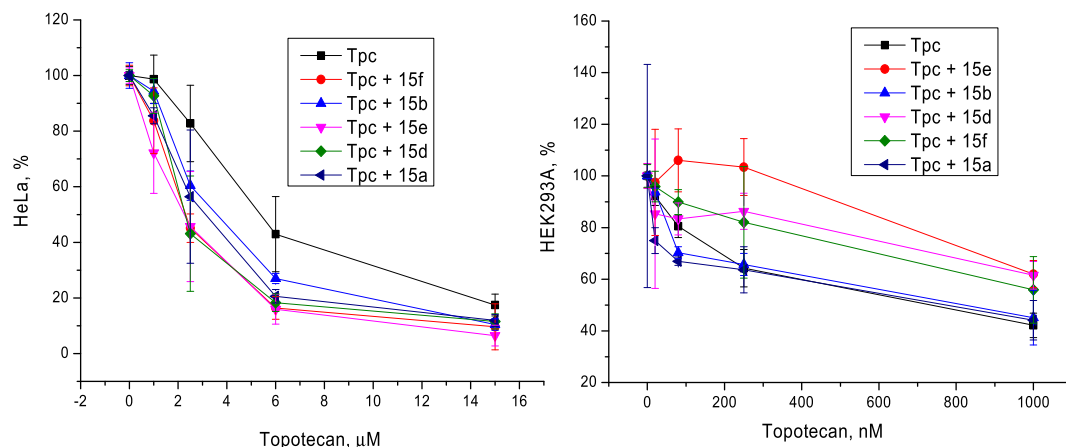 120
100
80
60
40
20
0
HeLa, %
Tpc
Tpc + 15f
Tpc + 15b
Tpc + 15e
Tpc + 15d
Tpc + 15a
-2 0 2 4 6 8 10 12 14 16
Topotecan, μM
160
140
120
100
80
60
40
20
HEK293A, %
Tpc
Tpc + 15e
Tpc + 15b
Tpc + 15d
Tpc + 15f
Tpc + 15a
0 200 400 600 800 1000
Topotecan, nM